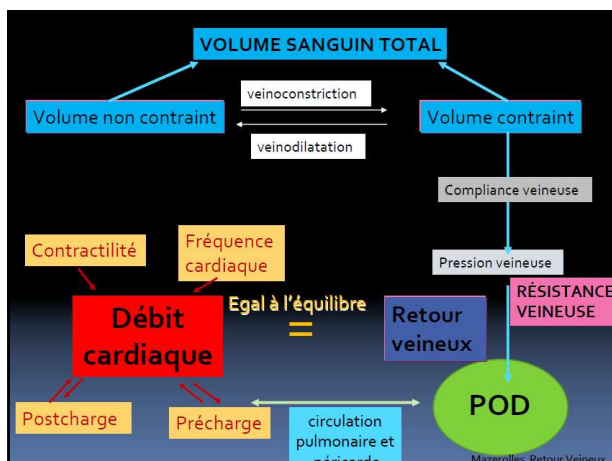 VOLUME SANGUIN TOTAL
veinoconstriction
Volume non contraint
Volume contraint
veinodilatation
Compliance veineuse
Contractilité
Fréquence
cardiaque
Pression veineuse
RÉSISTANCE
VEINEUSE
Egal à l'équilibre
=
Débit
cardiaque
Retour
veineux
POD
Postcharge
Précharge
circulation
pulmonaire et
péricarde
Mazerolles, Retour Veineux